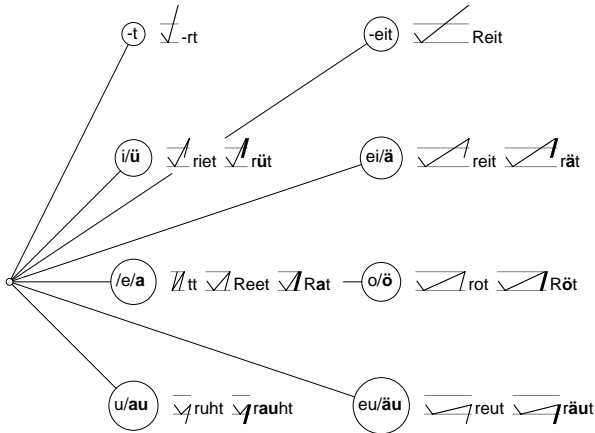 -t -rt -eit Reit
i/ü riet rüt ei/ä reit rät
/e/a tt Reet Rat o/ö rot Röt
u/au ruht rauht eu/äu reut räut